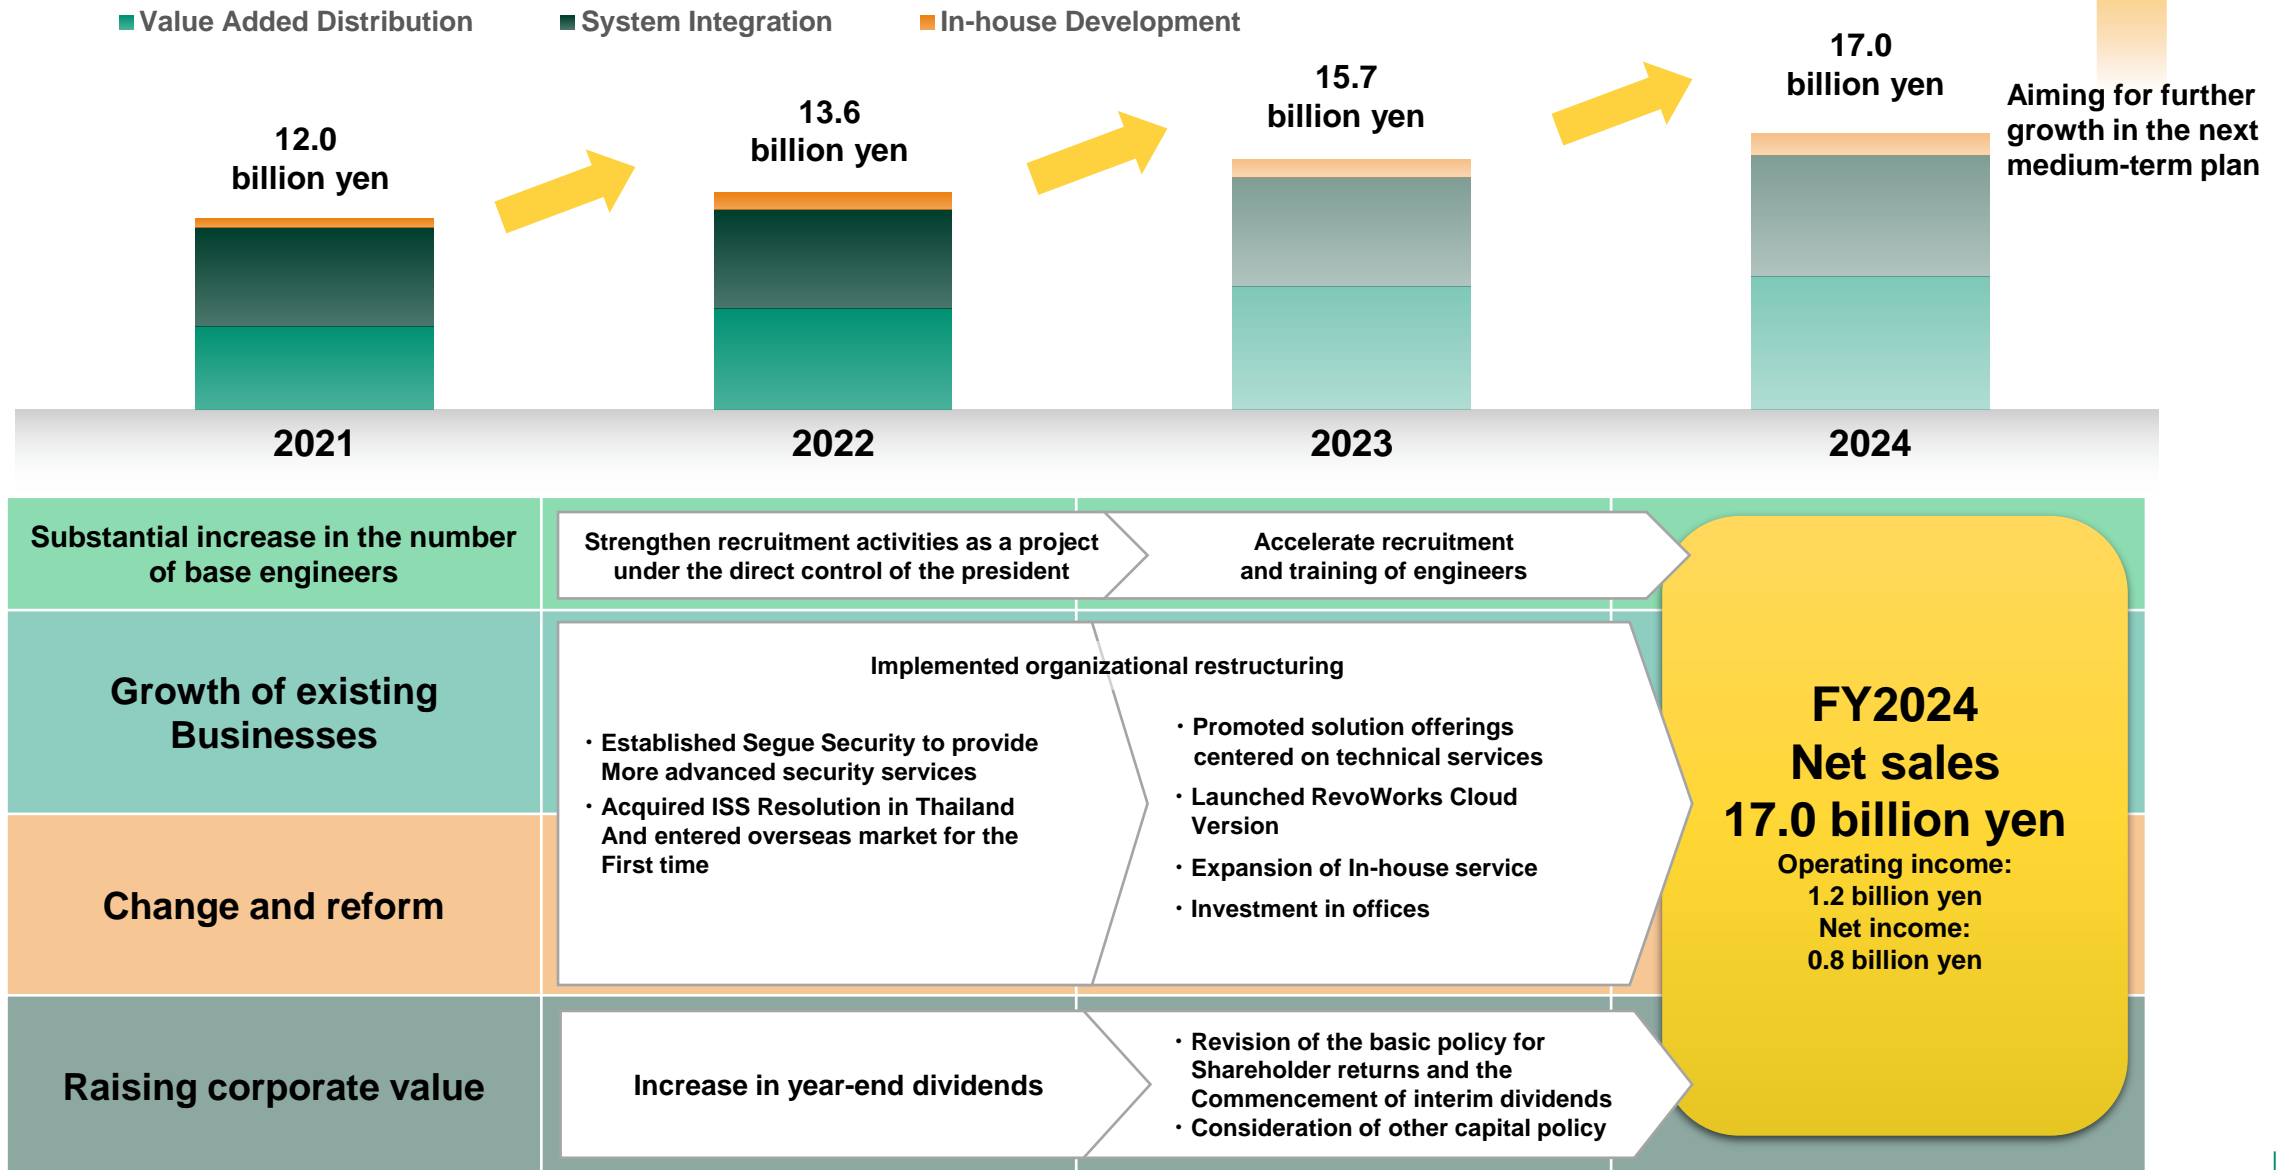 Value Added Distribution
System Integration
In-house Development
12.0
billion yen
13.6
billion yen
15.7
billion yen
17.0
billion yen
Aiming for further
growth in the next
medium-term plan
2021
2022
2023
2024
Substantial increase in the number
of base engineers
Strengthen recruitment activities as a project
under the direct control of the president
Accelerate recruitment
and training of engineers
Growth of existing
Businesses
Change and reform
Implemented organizational restructuring
・Established Segue Security to provide
More advanced security services
・Acquired ISS Resolution in Thailand
And entered overseas market for the
First time
・Promoted solution offerings
centered on technical services
・Launched RevoWorks Cloud
Version
・Expansion of In-house service
・Investment in offices
Raising corporate value
Increase in year-end dividends
・Revision of the basic policy for
Shareholder returns and the
Commencement of interim dividends
・Consideration of other capital policy
FY2024
Net sales
17.0 billion yen
Operating income:
1.2 billion yen
Net income:
0.8 billion yen